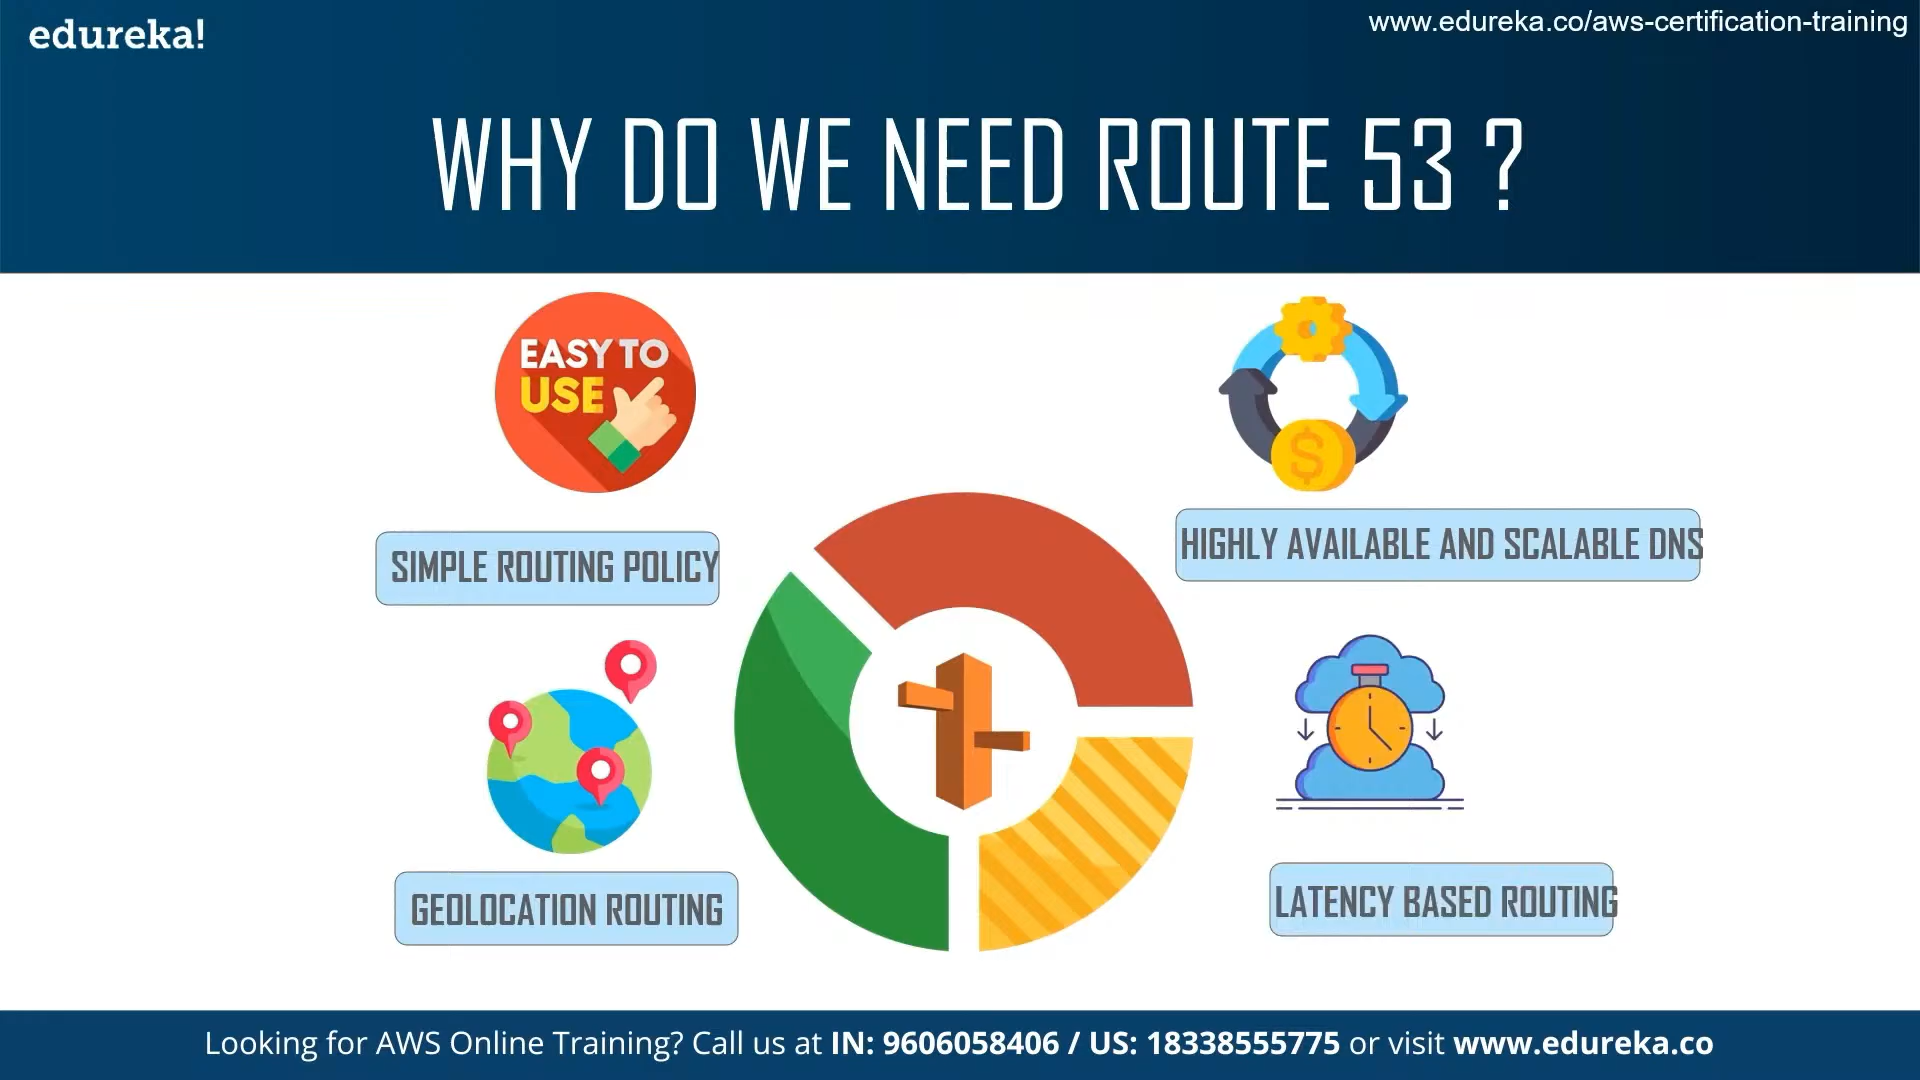 edureka!
www.edureka.co/aws-certification-training
WHY DO WE NEED ROUTE 53 ?
EASY TO
USE
$
SIMPLE ROUTING POLICY
HIGHLY AVAILABLE AND SCALABLE DNS
GEOLOCATION ROUTING
LATENCY BASED ROUTING
Looking for AWS Online Training? Call us at IN: 9606058406 / US: 18338555775 or visit www.edureka.co